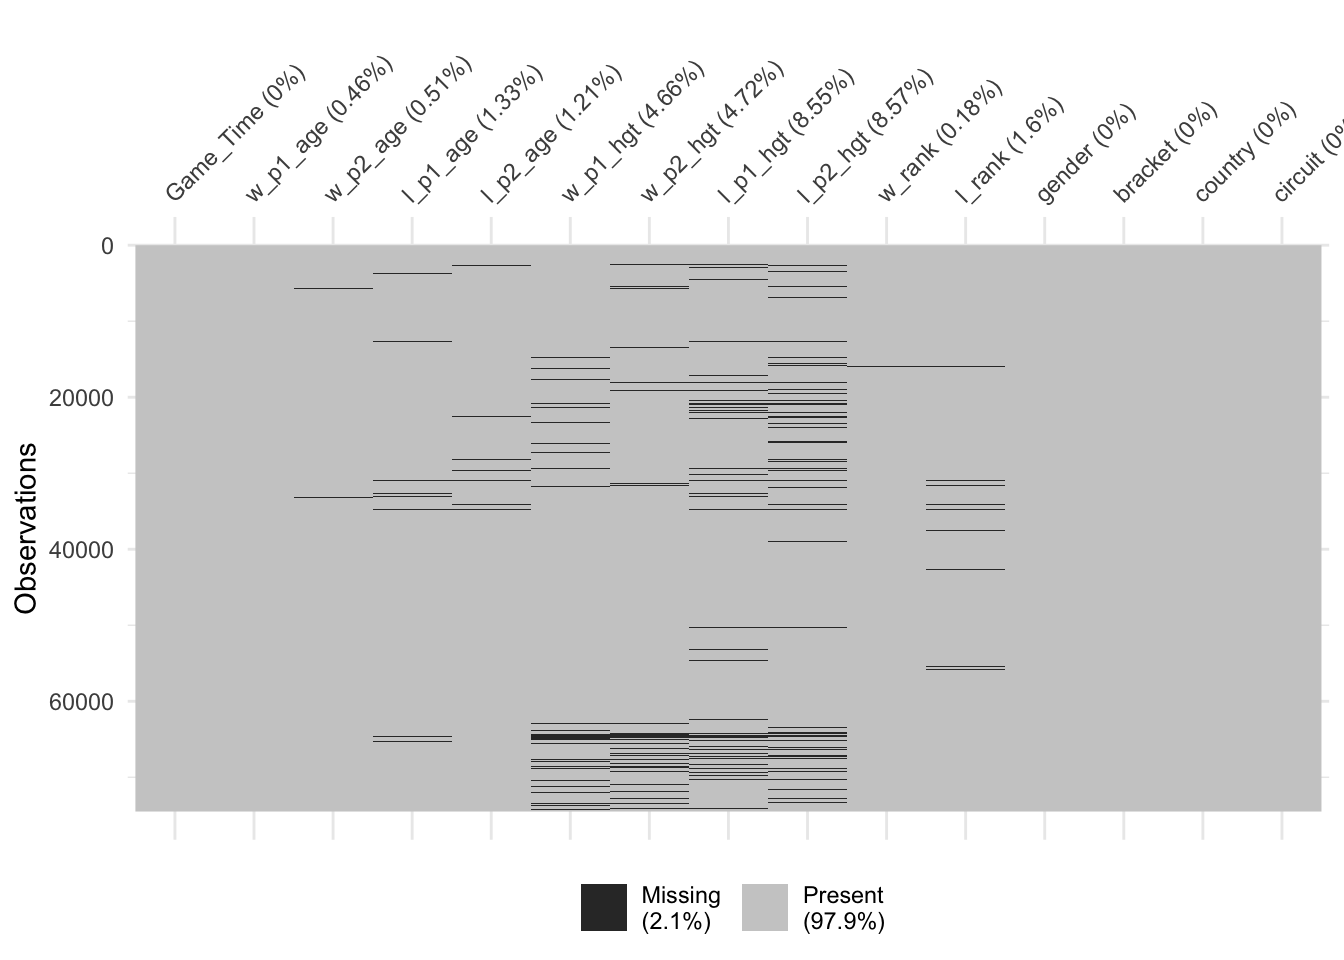 Game_Time (0%)
w_p1_age (0.46%)
w_p2_age (0.51%)
l_p1_age (1.33%)
l_p2_age (1.21%)
w_p1_hgt (4.66%)
w_p2_hgt (4.72%)
l_p1_hgt (8.55%)
l_p2_hgt (8.57%)
w_rank (0.18%)
l_rank (1.6%)
gender (0%)
bracket (0%)
country (0%)
circuit (0%
0
20000
40000
60000
Observations
Missing
(2.1%)
Present
(97.9%)